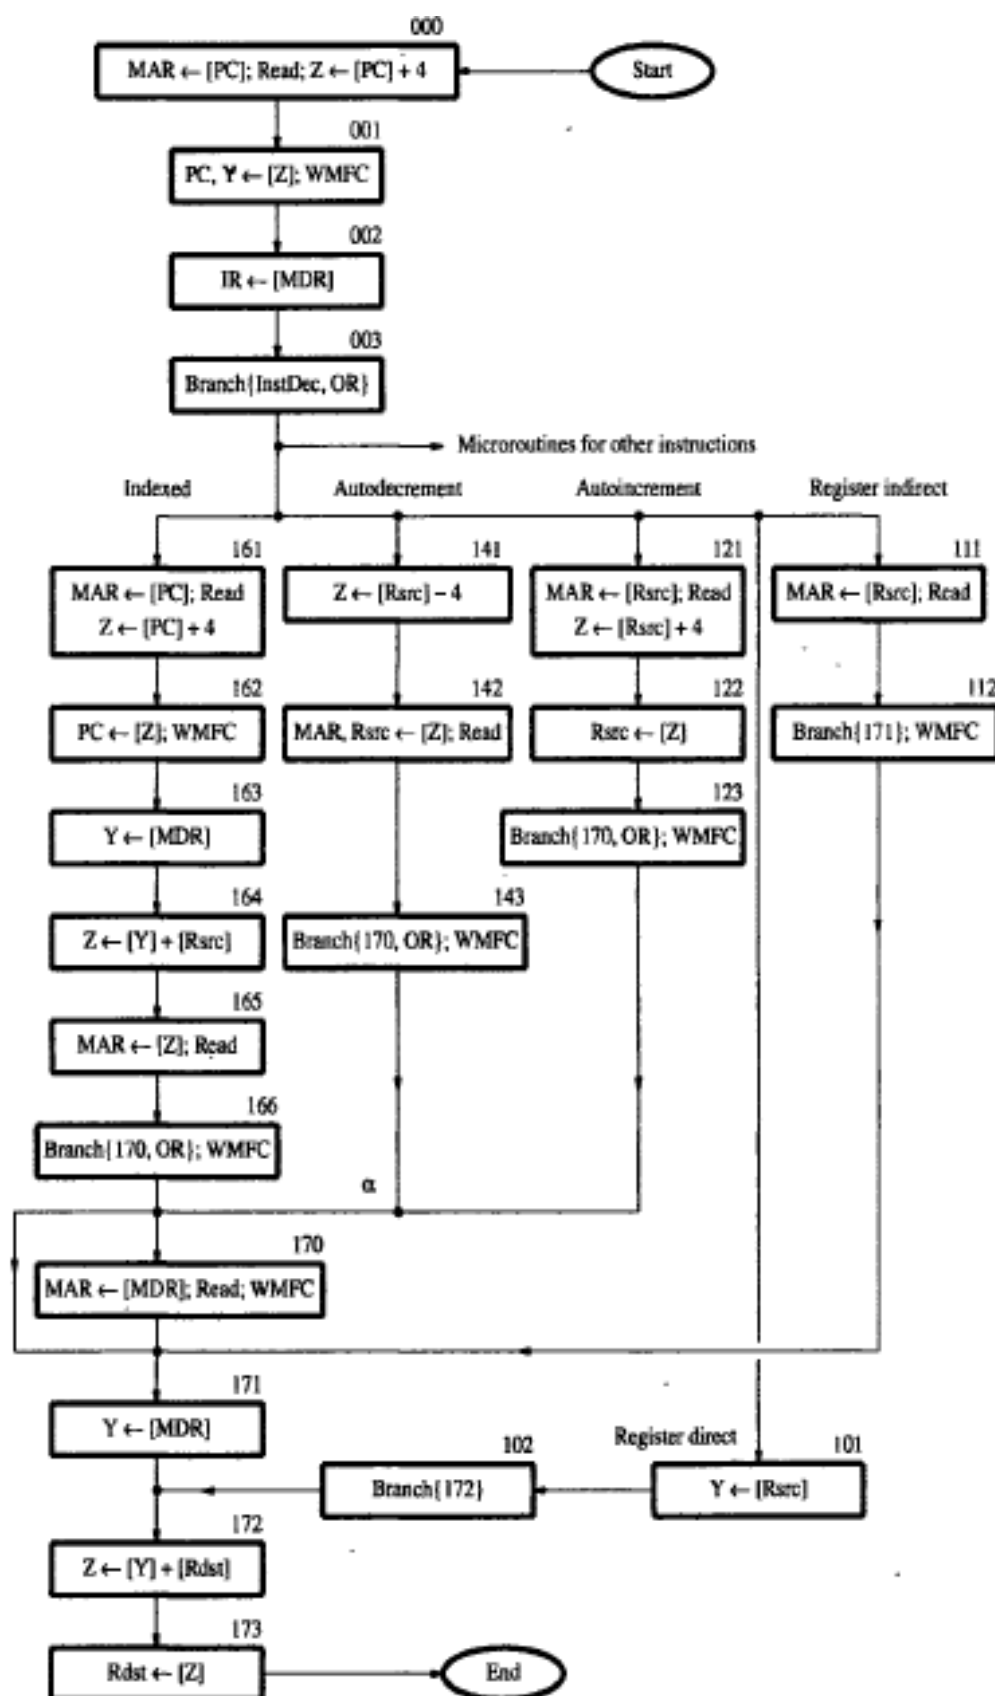 000
MAR ← [PC]; Read; Z ← [PC] + 4
Start
001
PC, Y ← [Z]; WMFC
002
IR ← [MDR]
003
Branch{InstDec, OR}
Microroutines for other instructions
Indexed
Autodecrement
Autoincrement
Register indirect
161
MAR ← [PC]; Read
Z ← [PC] + 4
141
Z ← [Rsrc] − 4
121
MAR ← [Rsrc]; Read
Z ← [Rsrc] + 4
111
MAR ← [Rsrc]; Read
162
PC ← [Z]; WMFC
142
MAR, Rsrc ← [Z]; Read
122
Rsrc ← [Z]
112
Branch{171}; WMFC
163
Y ← [MDR]
123
Branch{170, OR}; WMFC
164
Z ← [Y] + [Rsrc]
143
Branch{170, OR}; WMFC
165
MAR ← [Z]; Read
166
Branch{170, OR}; WMFC
α
170
MAR ← [MDR]; Read; WMFC
171
Y ← [MDR]
Register direct
102
Branch{172}
101
Y ← [Rsrc]
172
Z ← [Y] + [Rdst]
173
Rdst ← [Z]
End